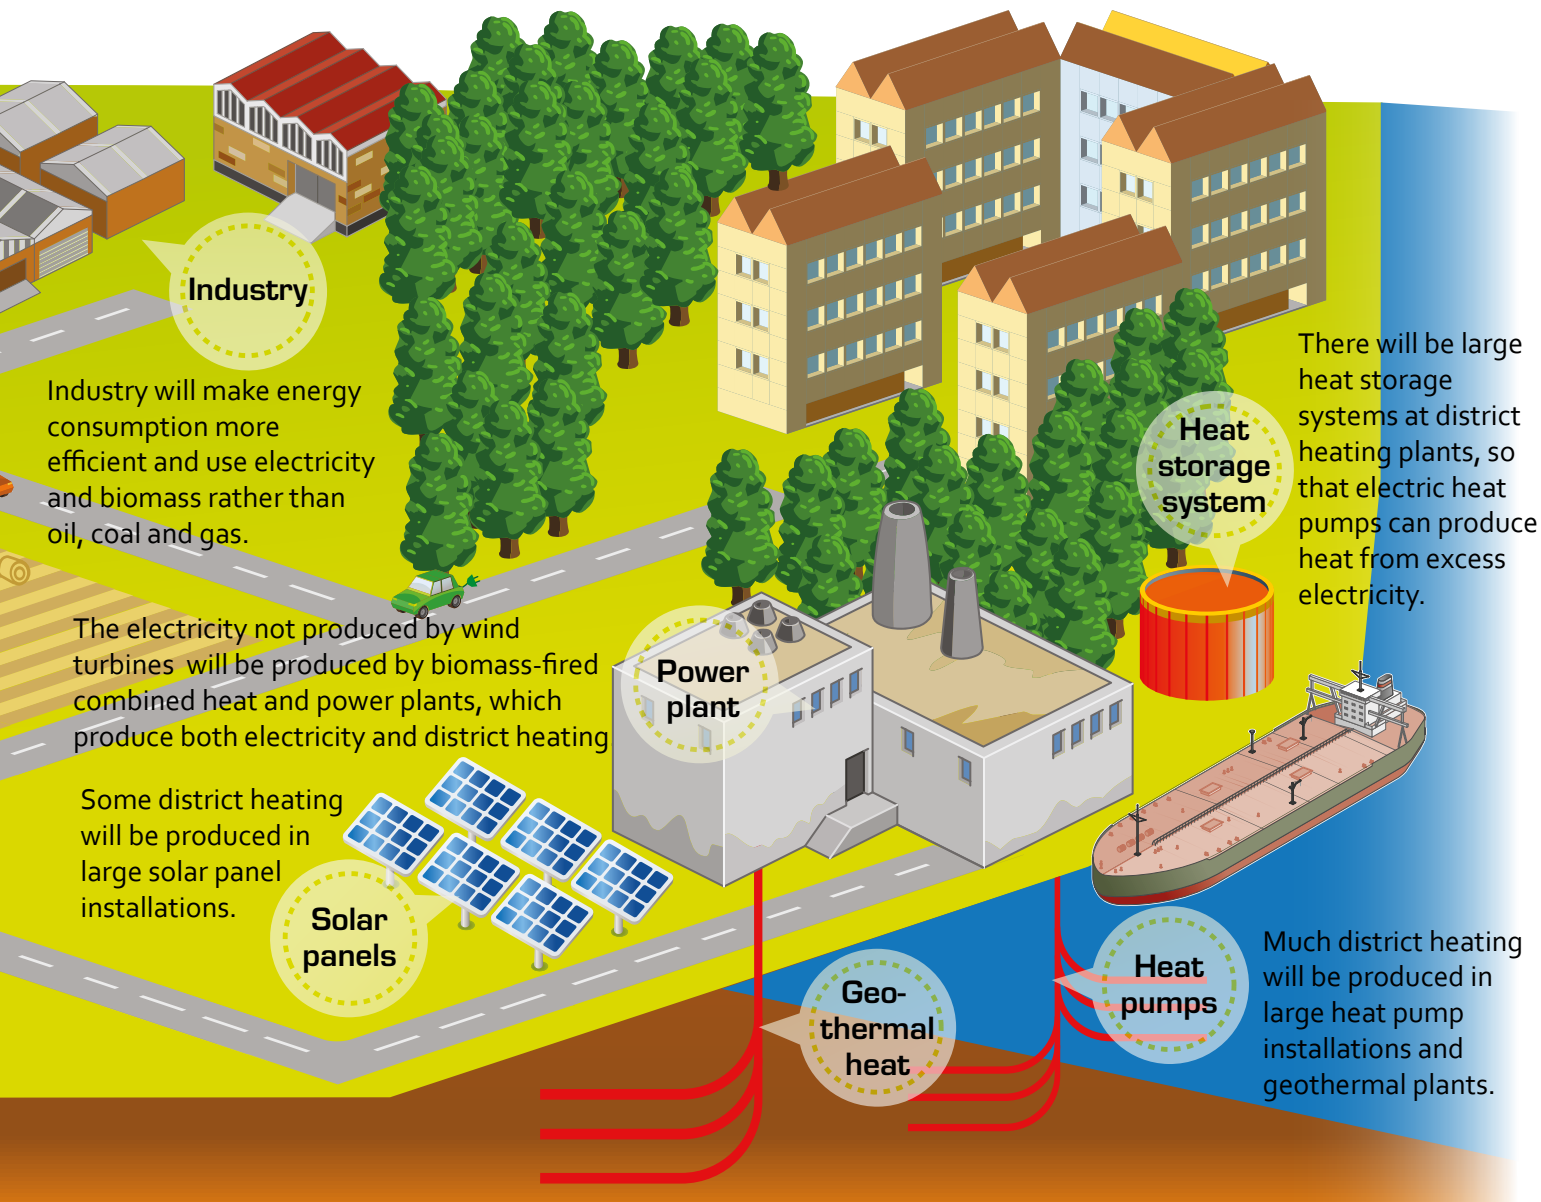 Industry
Industry will make energy
consumption more
efficient and use electricity
and biomass rather than
oil, coal and gas.
There will be large
heat storage
systems at district
heating plants, so
that electric heat
pumps can produce
heat from excess
electricity.
Heat
storage
system
The electricity not produced by wind
turbines  will be produced by biomass-fired
combined heat and power plants, which
produce both electricity and district heating
Power
plant
Some district heating
will be produced in
large solar panel
installations.
Solar
panels
Geo-
thermal
heat
Heat
pumps
Much district heating
will be produced in
large heat pump
installations and
geothermal plants.